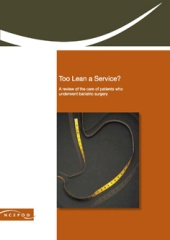 Too Lean a Service?
A review of the care of patients who
underwent bariatric surgery
NCEPOD